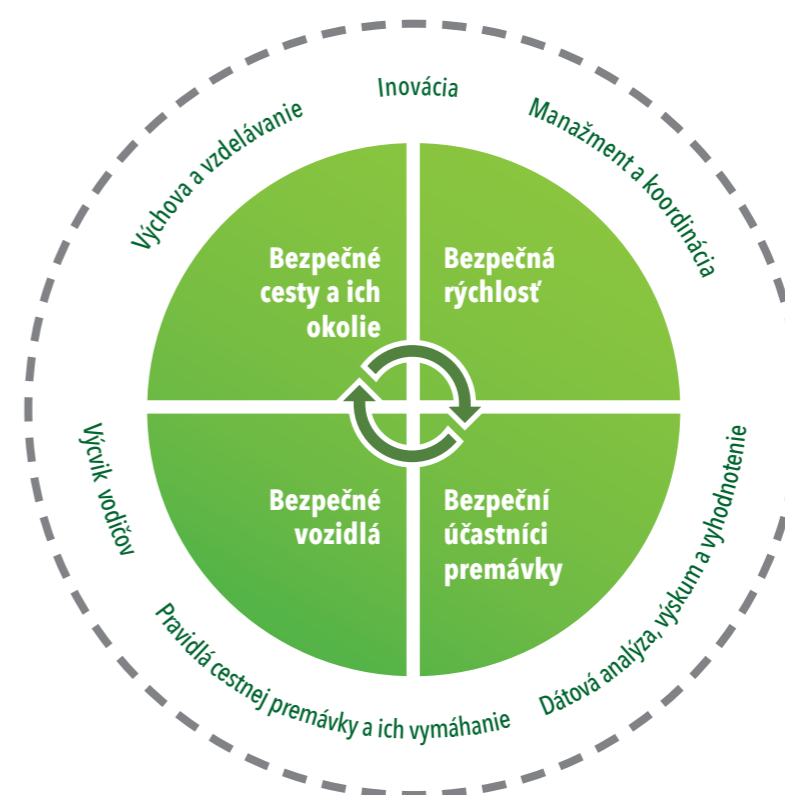 Inovácia
Manažment a koordinácia
Výchova a vzdelávanie
Bezpečné
cesty a ich
okolie
Bezpečná
rýchlosť
Bezpečné
vozidlá
Bezpeční
účastníci
premávky
Výcvik vodičov
Pravidlá cestnej premávky a ich vymáhanie
Dátová analýza, výskum a vyhodnotenie